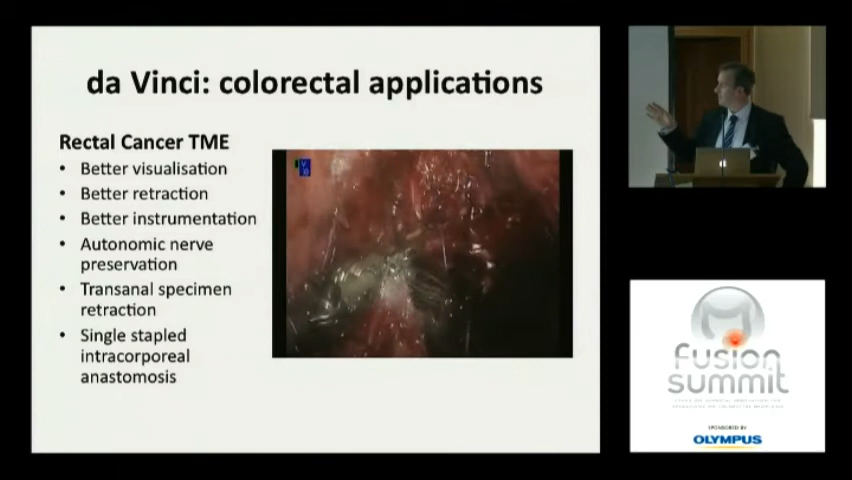 da Vinci: colorectal applications
Rectal Cancer TME
• Better visualisation
• Better retraction
• Better instrumentation
• Autonomic nerve
preservation
• Transanal specimen
retraction
• Single stapled
intracorporeal
anastomosis
fusion
summit
SPONSORED BY
OLYMPUS